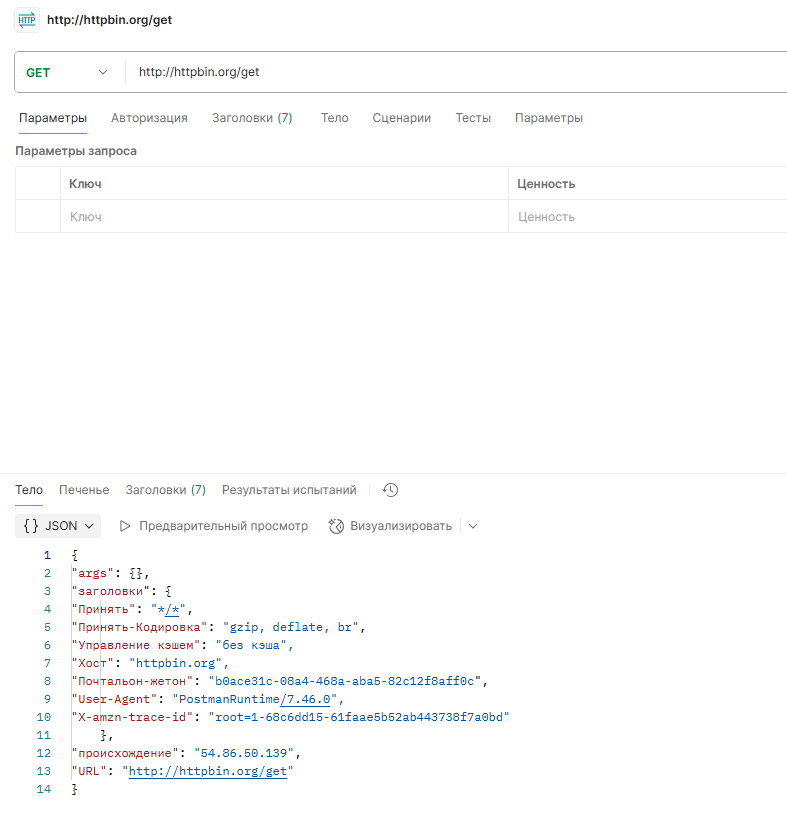 HTTP http://httpbin.org/get
GET http://httpbin.org/get
Параметры Авторизация Заголовки (7) Тело Сценарии Тесты Параметры
Параметры запроса
Ключ Ценность
Ключ Ценность
Тело Печенье Заголовки (7) Результаты испытаний
{} JSON Предварительный просмотр Визуализировать
1 {
2 "args": {},
3 "заголовки": {
4 "Принять": "*/*",
5 "Принять-Кодировка": "gzip, deflate, br",
6 "Управление кэшем": "без кэша",
7 "Хост": "httpbin.org",
8 "Почтальон-жетон": "b0ace31c-08a4-468a-aba5-82c12f8aff0c",
9 "User-Agent": "PostmanRuntime/7.46.0",
10 "X-amzn-trace-id": "root=1-68c6dd15-61faae5b52ab443738f7a0bd"
11 },
12 "происхождение": "54.86.50.139",
13 "URL": "http://httpbin.org/get"
14 }